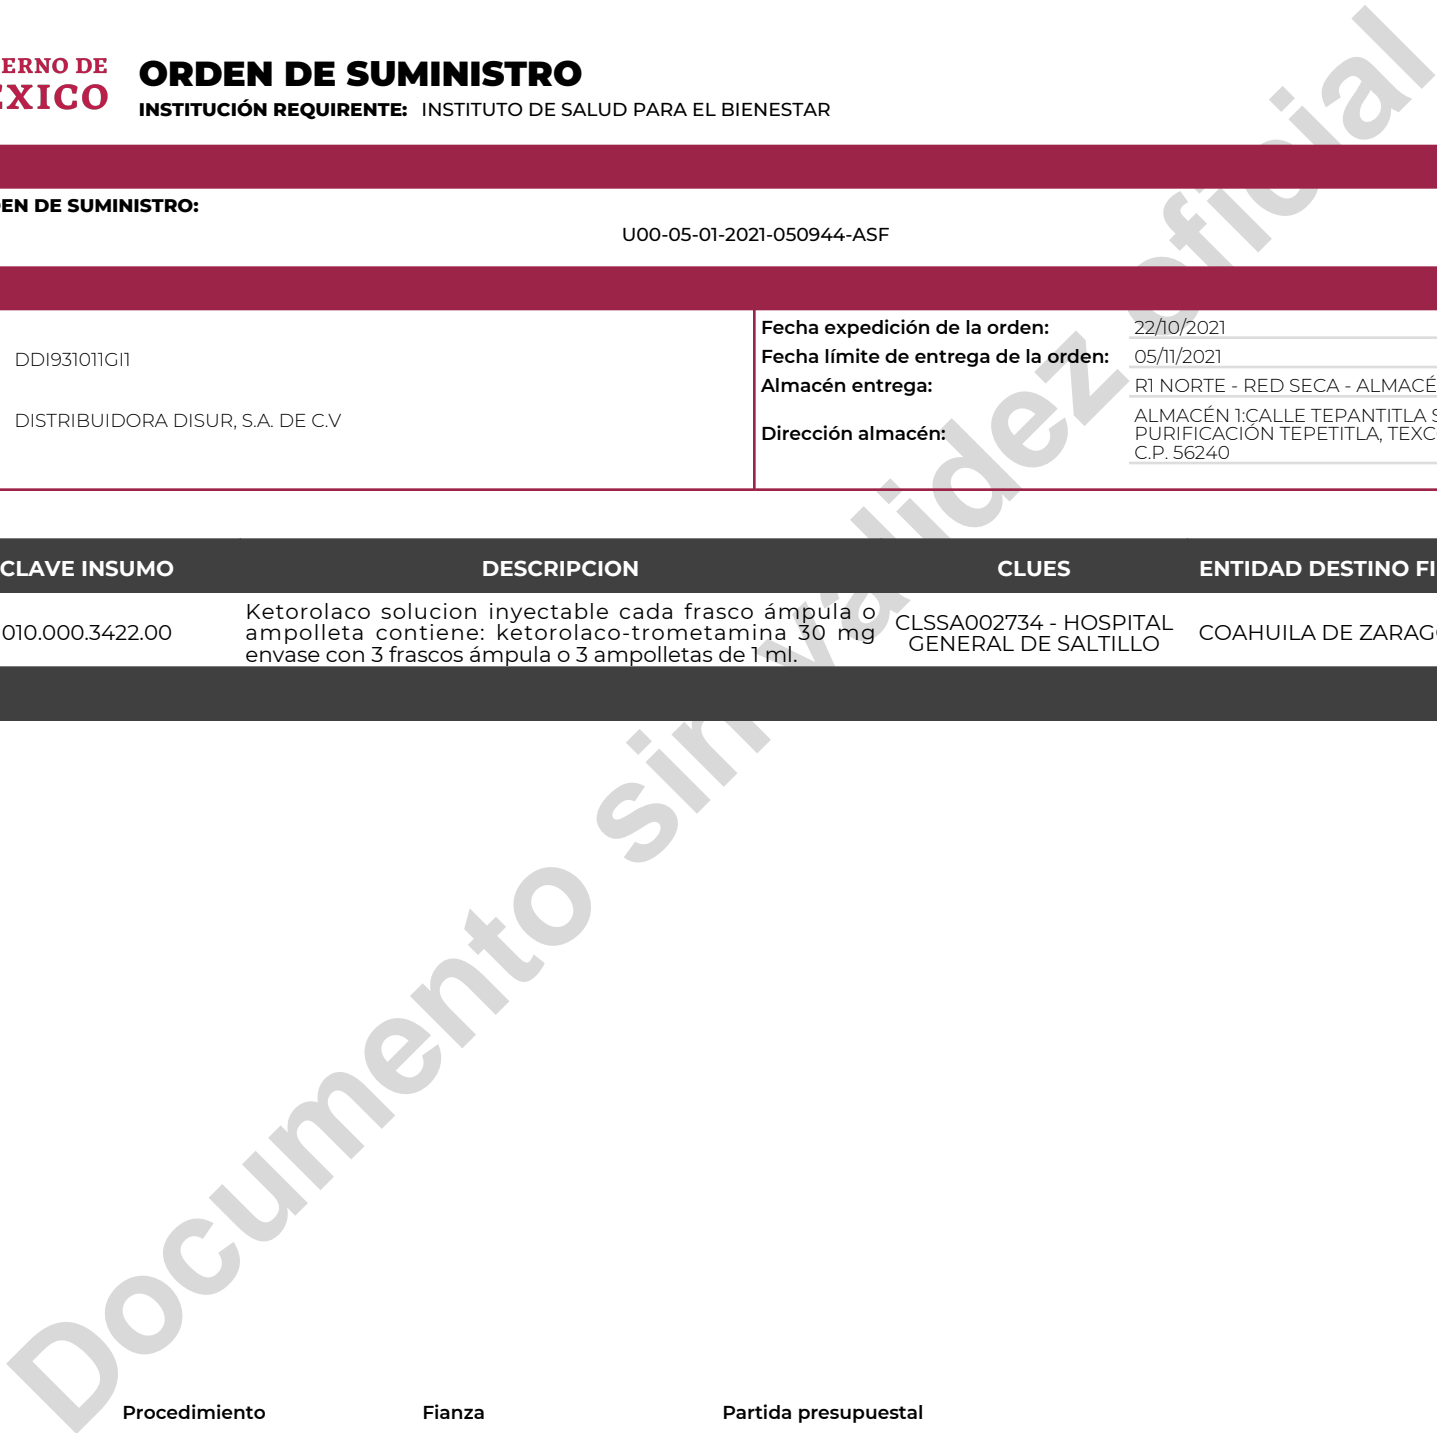 ERNO DE
ÉXICO
ORDEN DE SUMINISTRO
INSTITUCIÓN REQUIRENTE: INSTITUTO DE SALUD PARA EL BIENESTAR
EN DE SUMINISTRO:
U00-05-01-2021-050944-ASF
DDI931011GI1
DISTRIBUIDORA DISUR, S.A. DE C.V
Fecha expedición de la orden: 22/10/2021
Fecha límite de entrega de la orden: 05/11/2021
Almacén entrega: R1 NORTE - RED SECA - ALMACÉ
Dirección almacén:
ALMACÉN 1:CALLE TEPANTITLA S
PURIFICACIÓN TEPETITLA, TEXC
C.P. 56240
CLAVE INSUMO DESCRIPCION CLUES ENTIDAD DESTINO FI
010.000.3422.00
Ketorolaco solucion inyectable cada frasco ámpula o
ampolleta contiene: ketorolaco-trometamina 30 mg
envase con 3 frascos ámpula o 3 ampolletas de 1 ml.
CLSSA002734 - HOSPITAL
GENERAL DE SALTILLO
COAHUILA DE ZARAG
Documento sin validez oficial
Procedimiento Fianza Partida presupuestal